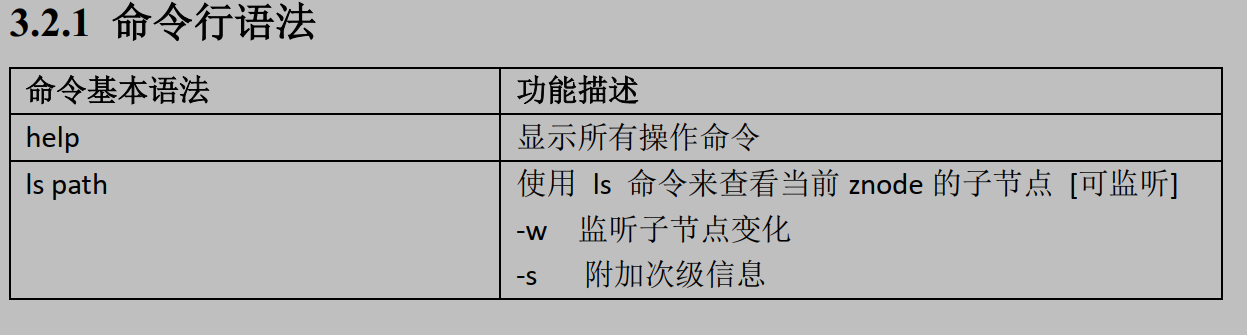 3.2.1 命令行语法
命令基本语法 功能描述
help 显示所有操作命令
ls path 使用 ls 命令来查看当前 znode 的子节点 [可监听]
-w 监听子节点变化
-s 附加次级信息